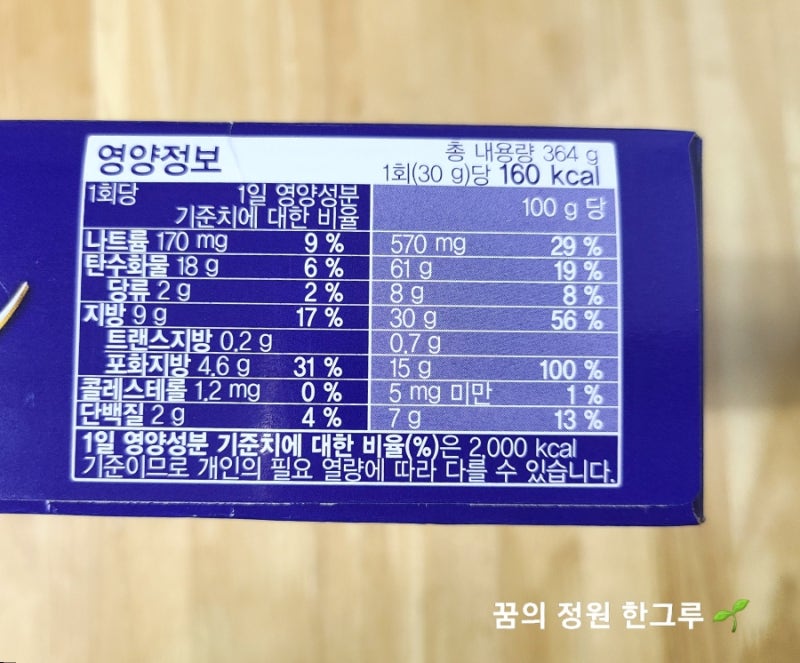 영양정보
총 내용량 364 g
1회(30 g)당 160 kcal
1회당 1일 영양성분 기준치에 대한 비율 100 g 당
나트륨 170 mg 9 % 570 mg 29 %
탄수화물 18 g 6 % 61 g 19 %
당류 2 g 2 % 8 g 8 %
지방 9 g 17 % 30 g 56 %
트랜스지방 0.2 g 0.7 g
포화지방 4.6 g 31 % 15 g 100 %
콜레스테롤 1.2 mg 0 % 5 mg 미만 1 %
단백질 2 g 4 % 7 g 13 %
1일 영양성분 기준치에 대한 비율(%)은 2,000 kcal
기준이므로 개인의 필요 열량에 따라 다를 수 있습니다.
꿈의 정원 한그루